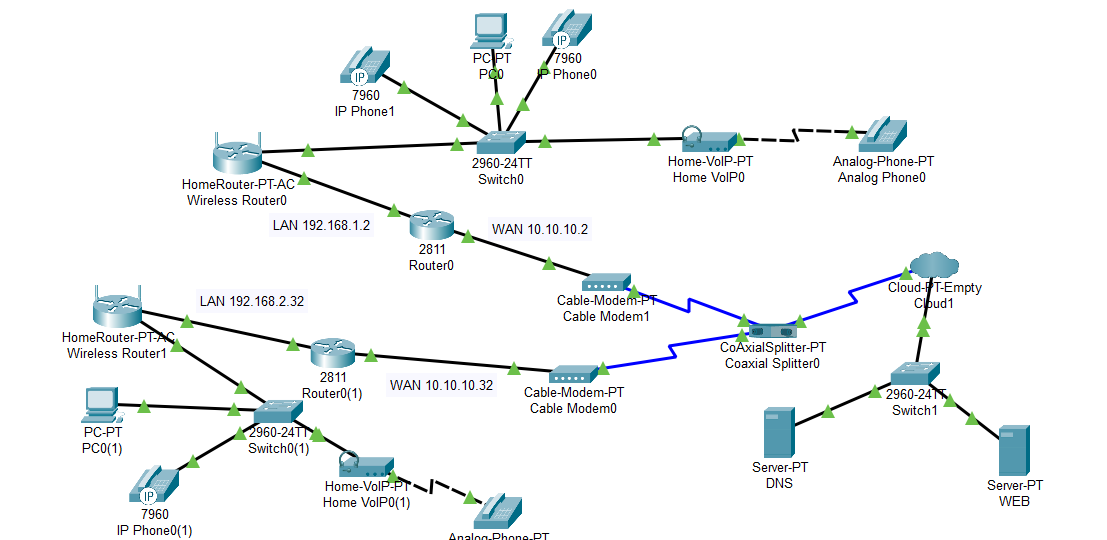 PC-PT
PC0
IP
7960
IP Phone0
IP
7960
IP Phone1
2960-24TT
Switch0
Home-VoIP-PT
Home VoIP0
Analog-Phone-PT
Analog Phone0
HomeRouter-PT-AC
Wireless Router0
LAN 192.168.1.2
WAN 10.10.10.2
2811
Router0
Cable-Modem-PT
Cable Modem1
Cloud-PT-Empty
Cloud1
LAN 192.168.2.32
HomeRouter-PT-AC
Wireless Router1
CoAxialSplitter-PT
Coaxial Splitter0
2811
Router0(1)
WAN 10.10.10.32
Cable-Modem-PT
Cable Modem0
2960-24TT
Switch1
PC-PT
PC0(1)
2960-24TT
Switch0(1)
Server-PT
DNS
Server-PT
WEB
Home-VoIP-PT
Home VoIP0(1)
IP
7960
IP Phone0(1)
Analog-Phone-PT